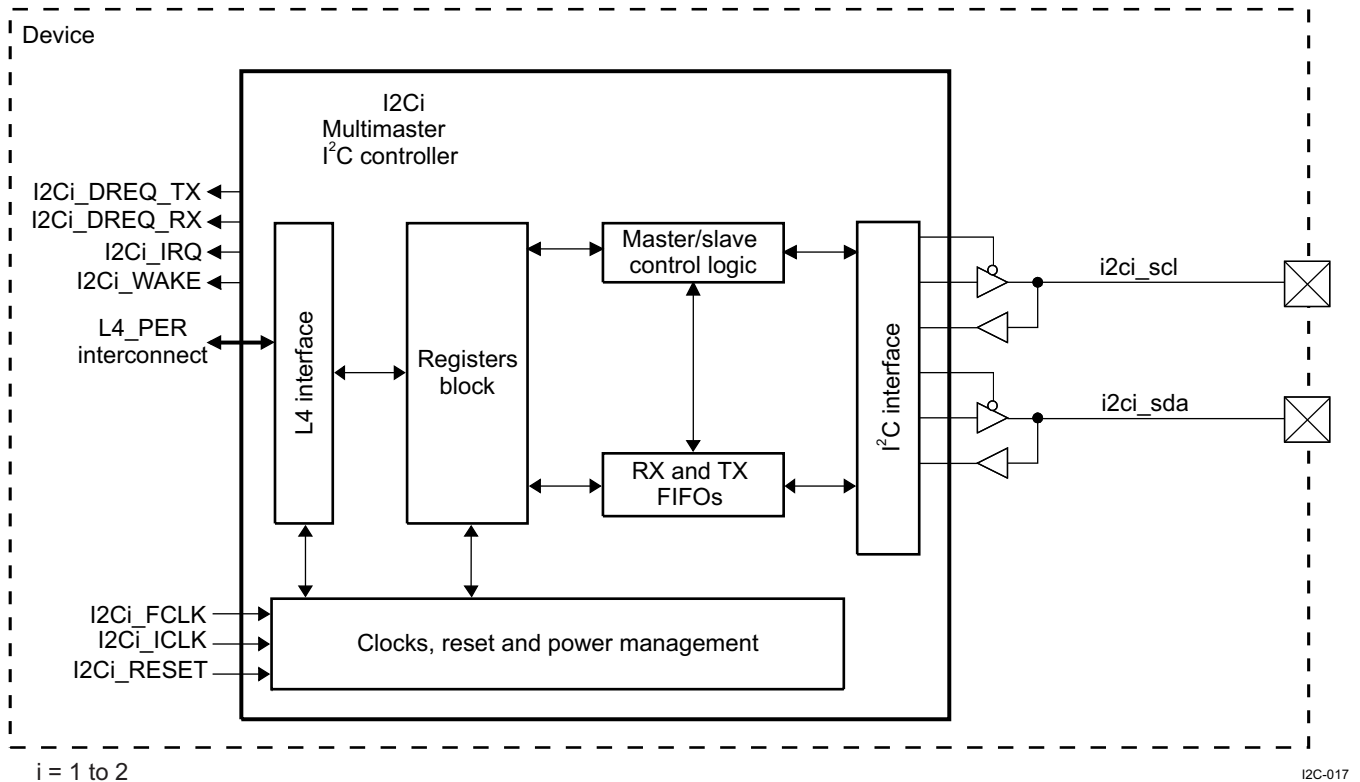 Device
I2Ci
Multimaster
I²C controller
I2Ci_DREQ_TX
I2Ci_DREQ_RX
I2Ci_IRQ
I2Ci_WAKE
L4_PER
interconnect
L4 interface
Registers
block
Master/slave
control logic
RX and TX
FIFOs
I²C interface
i2ci_scl
i2ci_sda
I2Ci_FCLK
I2Ci_ICLK
I2Ci_RESET
Clocks, reset and power management
i = 1 to 2
I2C-017